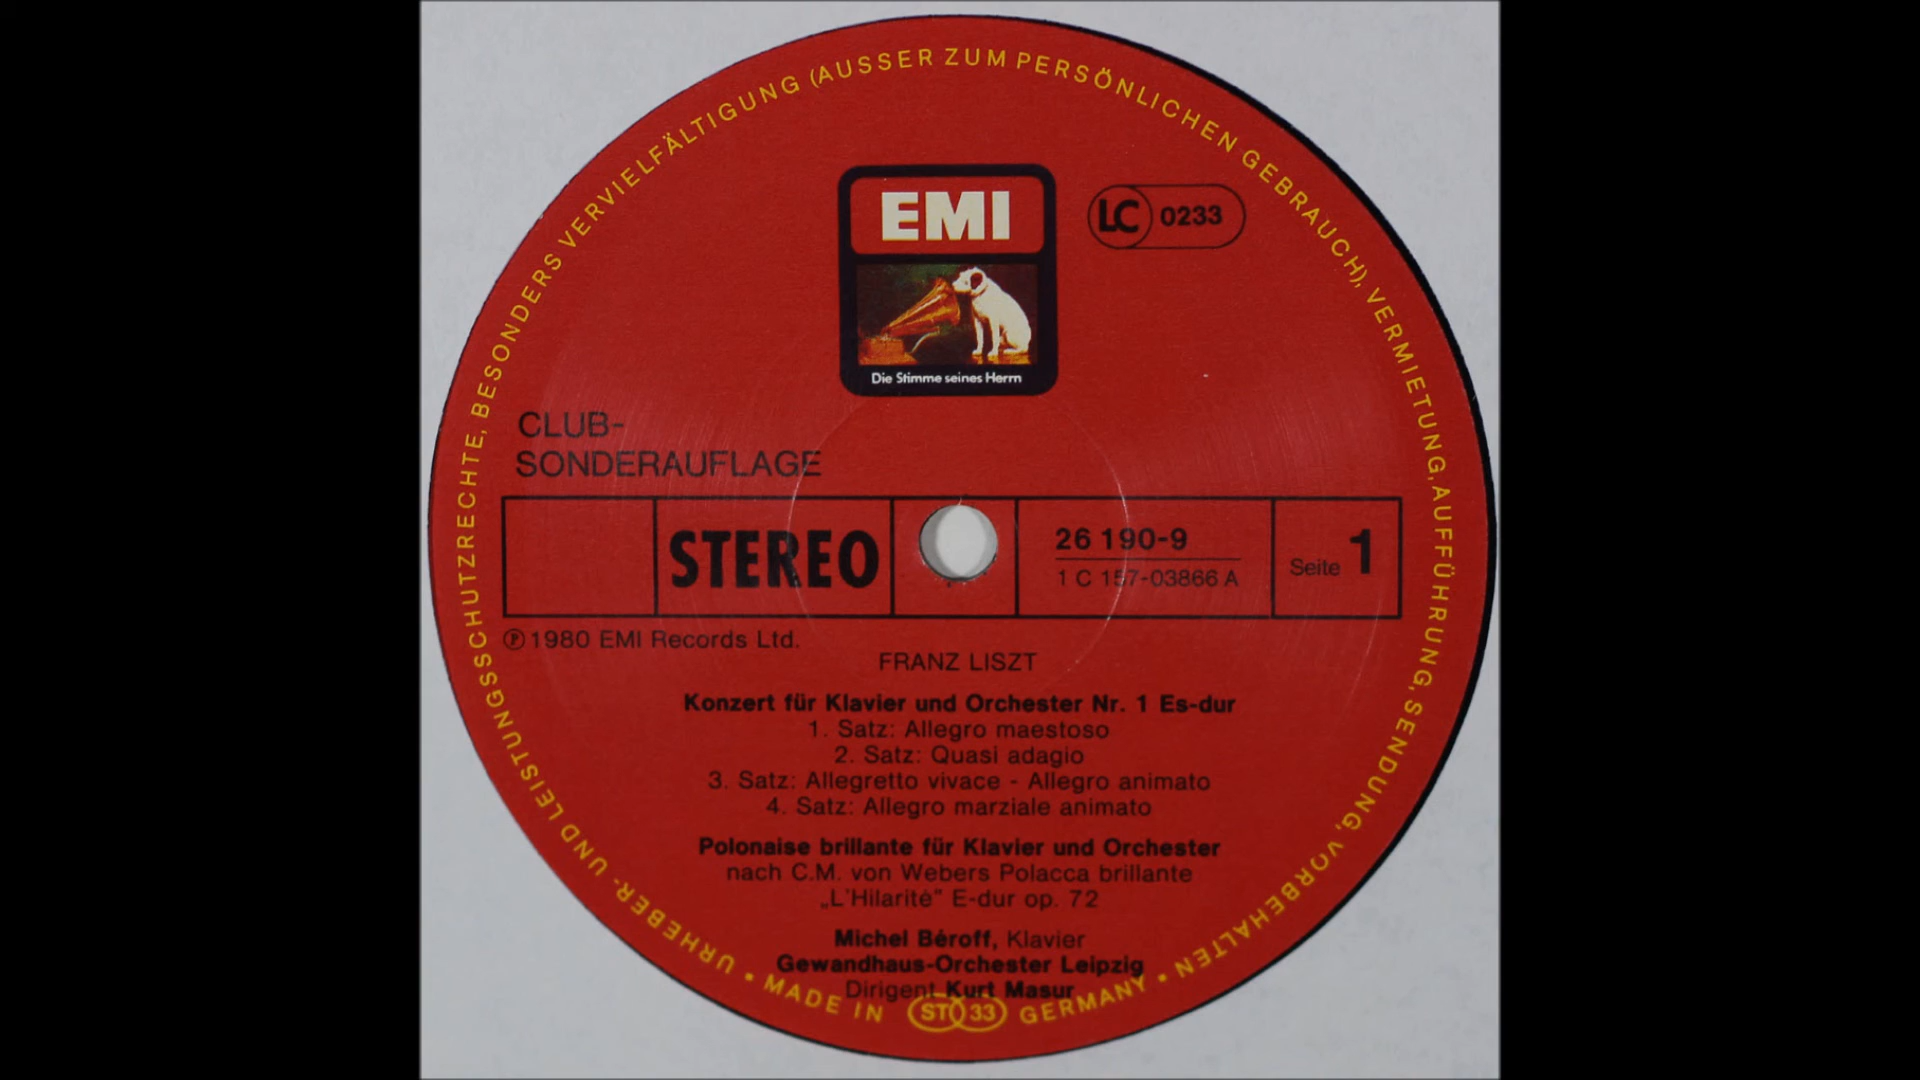 URHEBER- UND LEISTUNGSSCHUTZRECHTE, BESONDERS VERVIELFÄLTIGUNG (AUSSER ZUM PERSÖNLICHEN GEBRAUCH), VERMIETUNG, AUFFÜHRUNG, SENDUNG, VORBEHALTEN
EMI
LC 0233
Die Stimme seines Herrn
CLUB-
SONDERAUFLAGE
STEREO
26 190-9
1 C 157-03866 A
Seite 1
℗ 1980 EMI Records Ltd.
FRANZ LISZT
Konzert für Klavier und Orchester Nr. 1 Es-dur
1. Satz: Allegro maestoso
2. Satz: Quasi adagio
3. Satz: Allegretto vivace - Allegro animato
4. Satz: Allegro marziale animato
Polonaise brillante für Klavier und Orchester
nach C.M. von Webers Polacca brillante
„L'Hilarité" E-dur op. 72
Michel Béroff, Klavier
Gewandhaus-Orchester Leipzig
Dirigent Kurt Masur
• MADE IN ST 33 GERMANY •